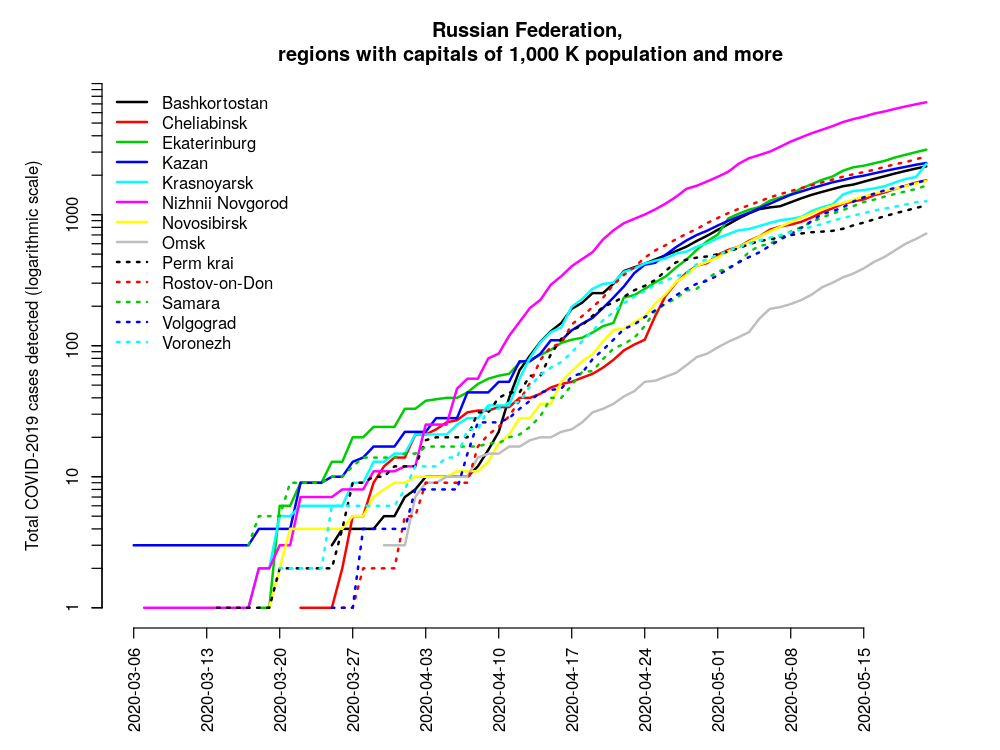 Russian Federation,
regions with capitals of 1,000 K population and more
Total COVID-2019 cases detected (logarithmic scale)
1000
100
10
1
Bashkortostan
Cheliabinsk
Ekaterinburg
Kazan
Krasnoyarsk
Nizhnii Novgorod
Novosibirsk
Omsk
Perm krai
Rostov-on-Don
Samara
Volgograd
Voronezh
2020-03-06
2020-03-13
2020-03-20
2020-03-27
2020-04-03
2020-04-10
2020-04-17
2020-04-24
2020-05-01
2020-05-08
2020-05-15